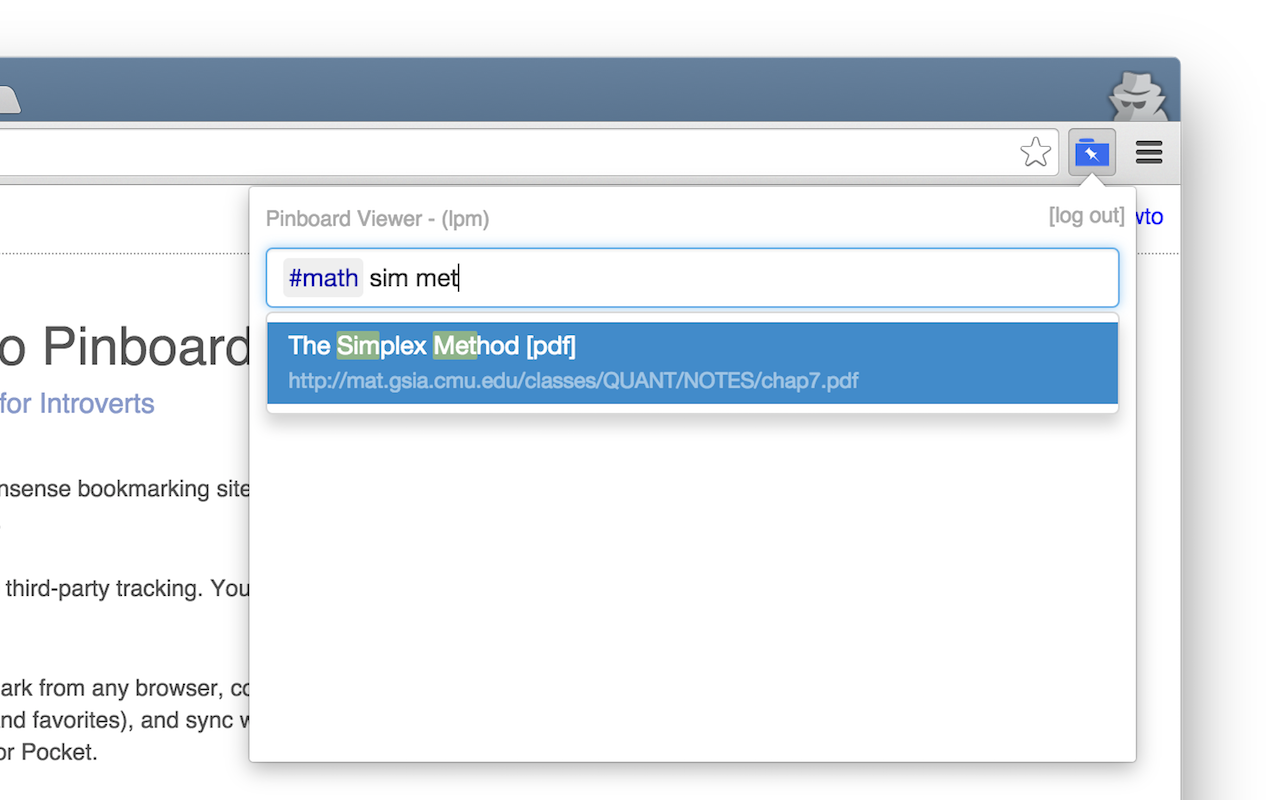 Pinboard Viewer - (lpm)
[log out]
wto
#math sim met
The Simplex Method [pdf]
http://mat.gsia.cmu.edu/classes/QUANT/NOTES/chap7.pdf
o Pinboard
for Introverts
nsense bookmarking site
third-party tracking. You
ark from any browser, co
nd favorites), and sync w
or Pocket.